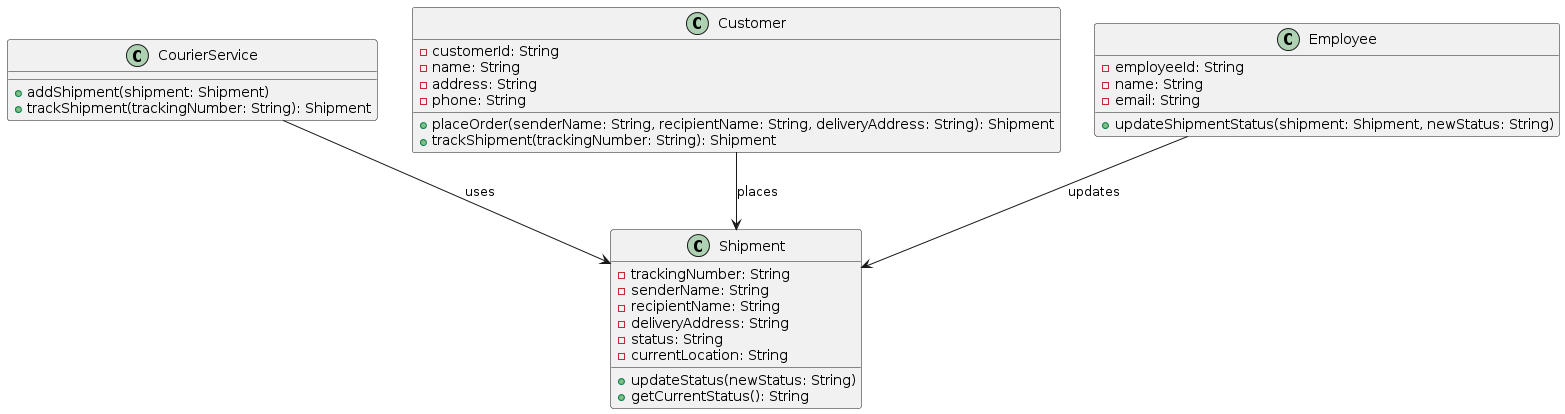 C CourierService
addShipment(shipment: Shipment)
trackShipment(trackingNumber: String): Shipment
C Customer
customerId: String
name: String
address: String
phone: String
placeOrder(senderName: String, recipientName: String, deliveryAddress: String): Shipment
trackShipment(trackingNumber: String): Shipment
C Employee
employeeId: String
name: String
email: String
updateShipmentStatus(shipment: Shipment, newStatus: String)
uses
places
updates
C Shipment
trackingNumber: String
senderName: String
recipientName: String
deliveryAddress: String
status: String
currentLocation: String
updateStatus(newStatus: String)
getCurrentStatus(): String